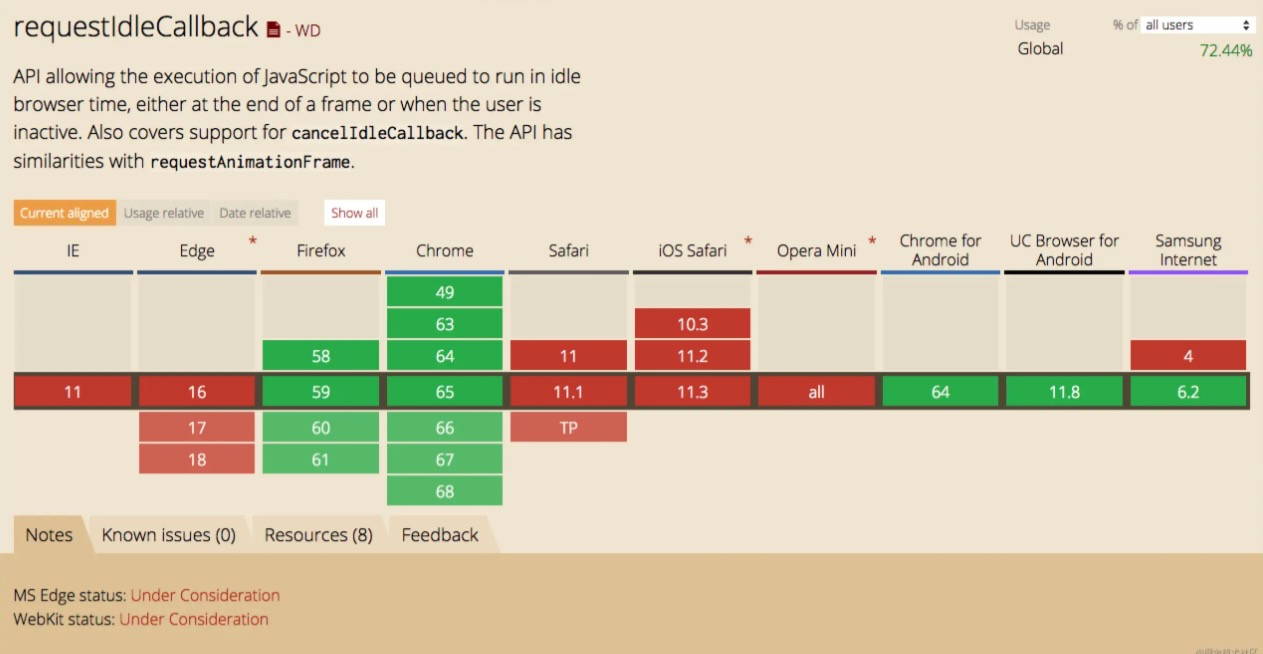 requestIdleCallback - WD
Usage % of all users
Global 72.44%
API allowing the execution of JavaScript to be queued to run in idle
browser time, either at the end of a frame or when the user is
inactive. Also covers support for cancelIdleCallback. The API has
similarities with requestAnimationFrame.
Current aligned Usage relative Date relative Show all
IE Edge * Firefox Chrome Safari iOS Safari * Opera Mini * Chrome for Android UC Browser for Android Samsung Internet
49
63 10.3
58 64 11 11.2 4
11 16 59 65 11.1 11.3 all 64 11.8 6.2
17 60 66 TP
18 61 67
68
Notes Known issues (0) Resources (8) Feedback
MS Edge status: Under Consideration
WebKit status: Under Consideration